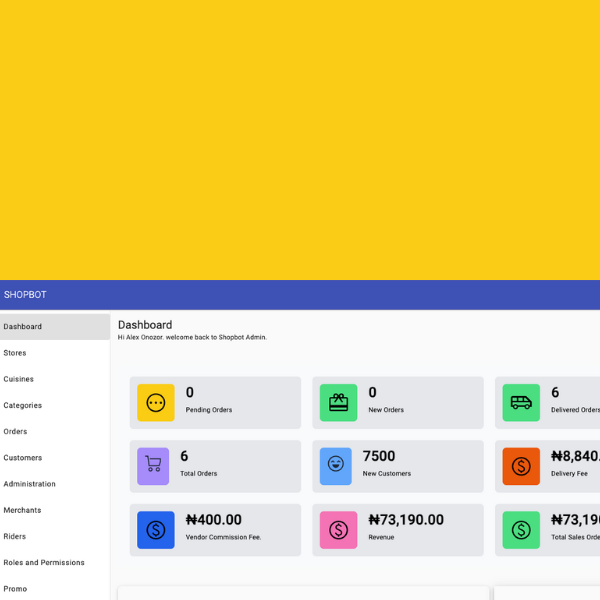 SHOPBOT
Dashboard
Stores
Cuisines
Categories
Orders
Customers
Administration
Merchants
Riders
Roles and Permissions
Promo
Dashboard
Hi Alex Onozor. welcome back to Shopbot Admin.
0
Pending Orders
0
New Orders
6
Delivered Orders
6
Total Orders
7500
New Customers
₦8,840.
Delivery Fee
₦400.00
Vendor Commission Fee.
₦73,190.00
Revenue
₦73,19
Total Sales Orde